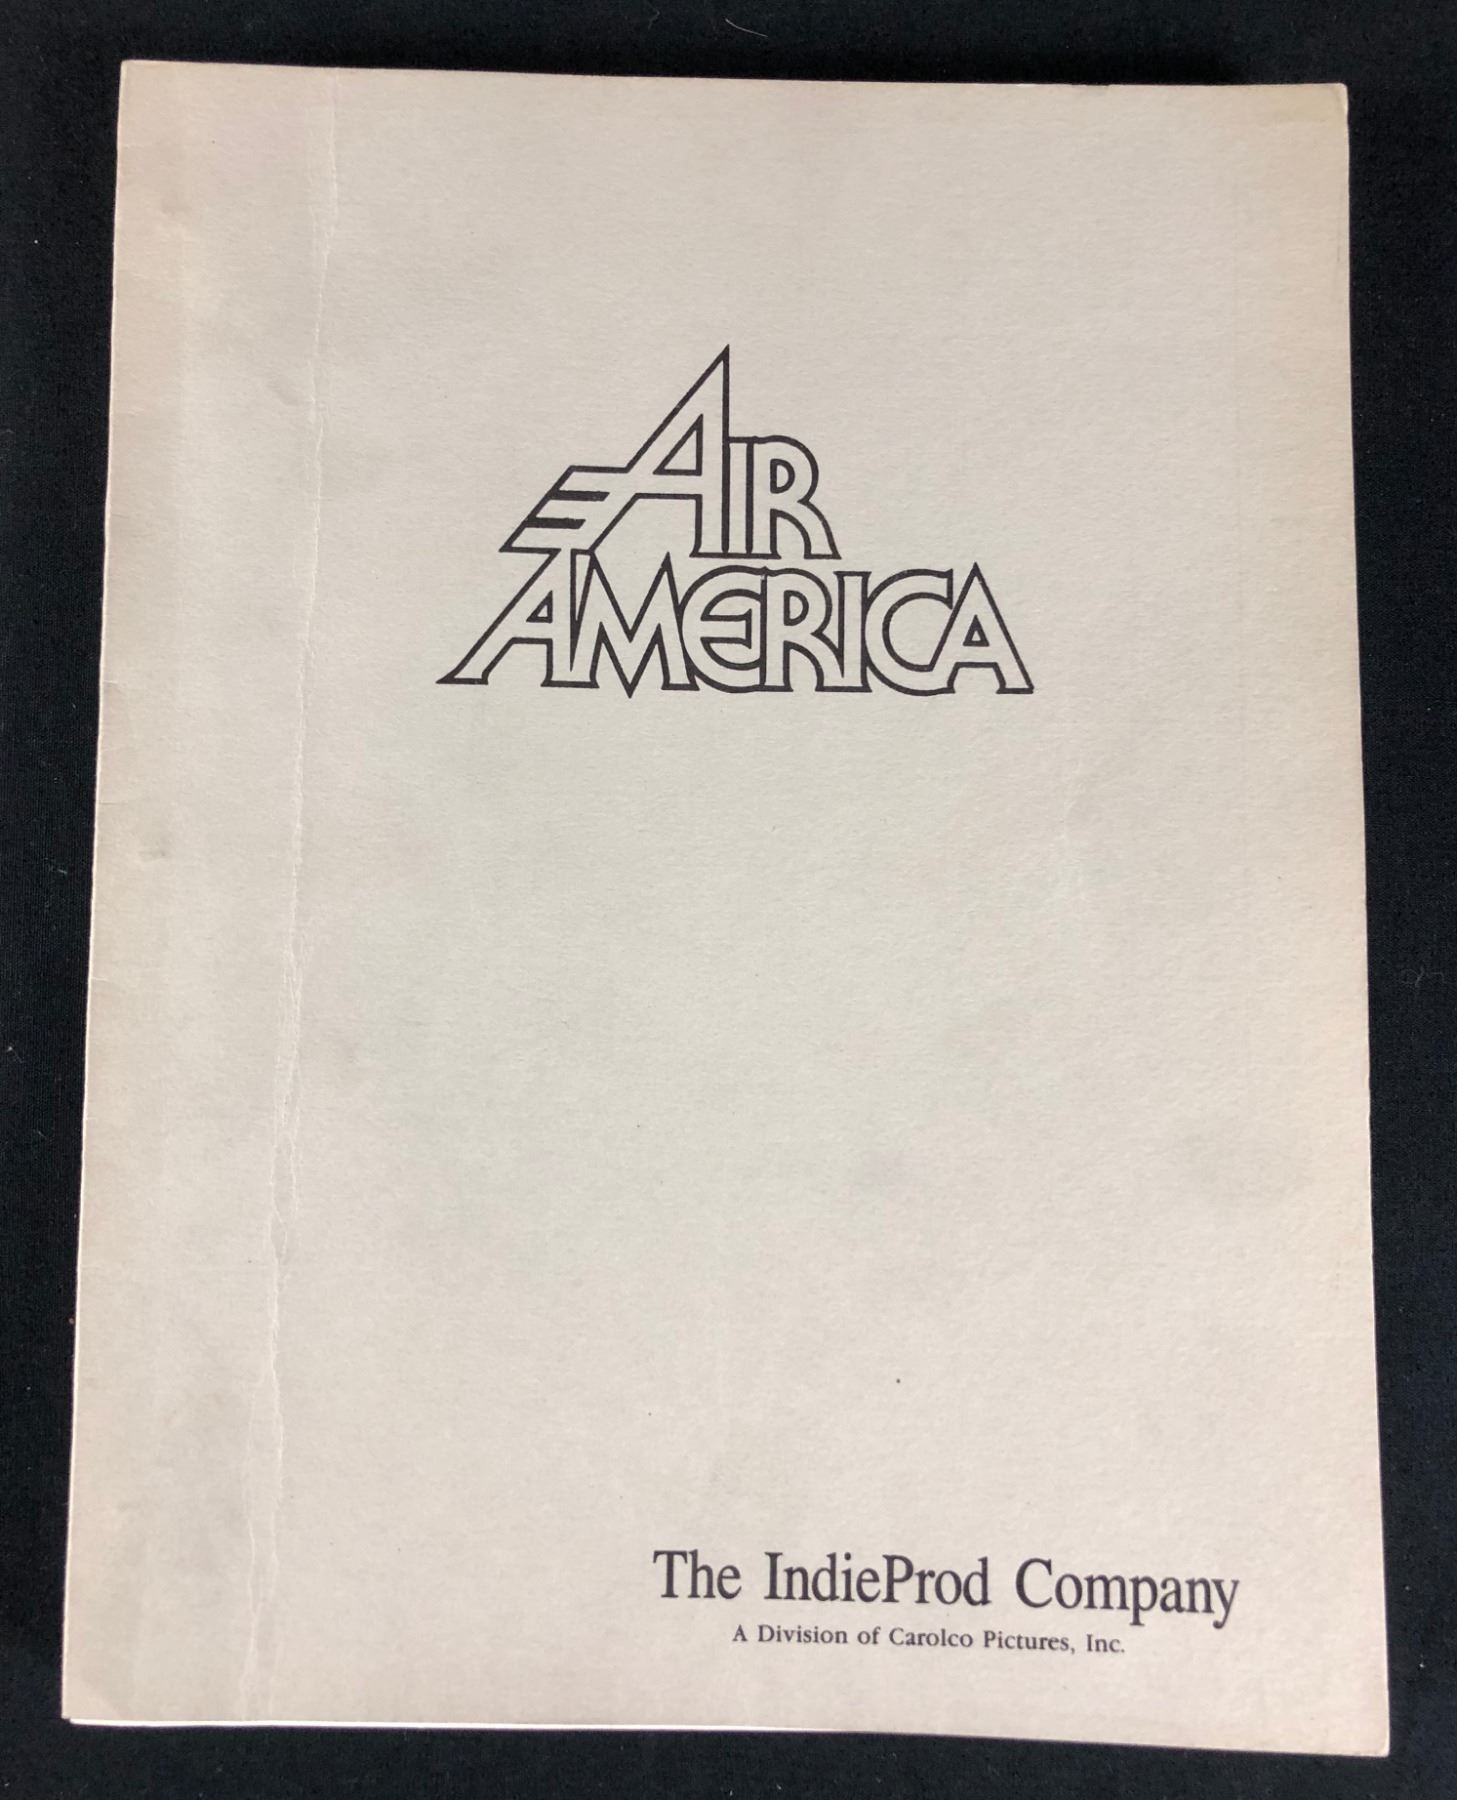 AIR
AMERICA
The IndieProd Company
A Division of Carolco Pictures, Inc.